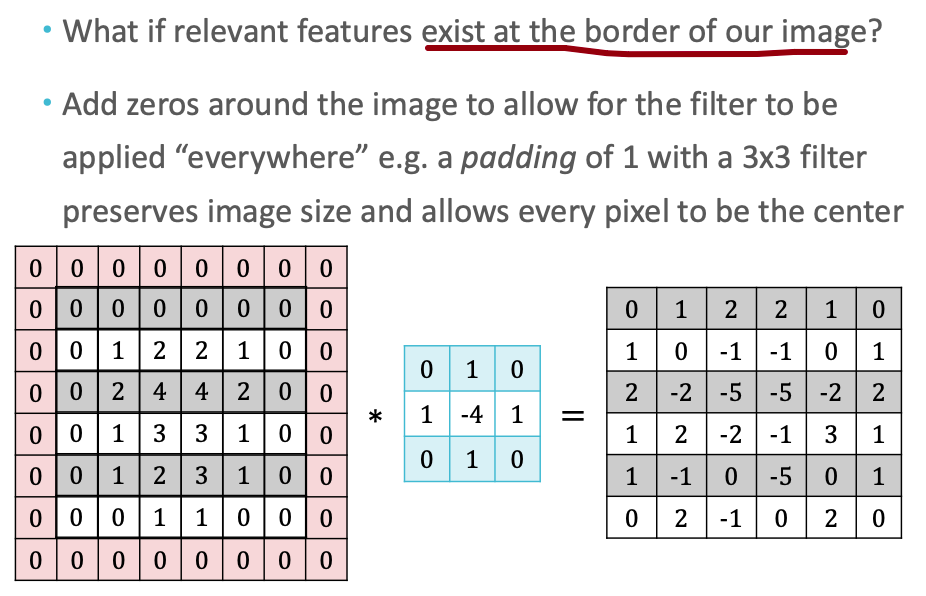 • What if relevant features exist at the border of our image?
• Add zeros around the image to allow for the filter to be
applied “everywhere” e.g. a padding of 1 with a 3x3 filter
preserves image size and allows every pixel to be the center
0 0 0 0 0 0 0 0
0 0 0 0 0 0 0 0
0 0 1 2 2 1 0 0
0 0 2 4 4 2 0 0
0 0 1 3 3 1 0 0
0 0 1 2 3 1 0 0
0 0 0 1 1 0 0 0
0 0 0 0 0 0 0 0
*
0 1 0
1 -4 1
0 1 0
=
0 1 2 2 1 0
1 0 -1 -1 0 1
2 -2 -5 -5 -2 2
1 2 -2 -1 3 1
1 -1 0 -5 0 1
0 2 -1 0 2 0